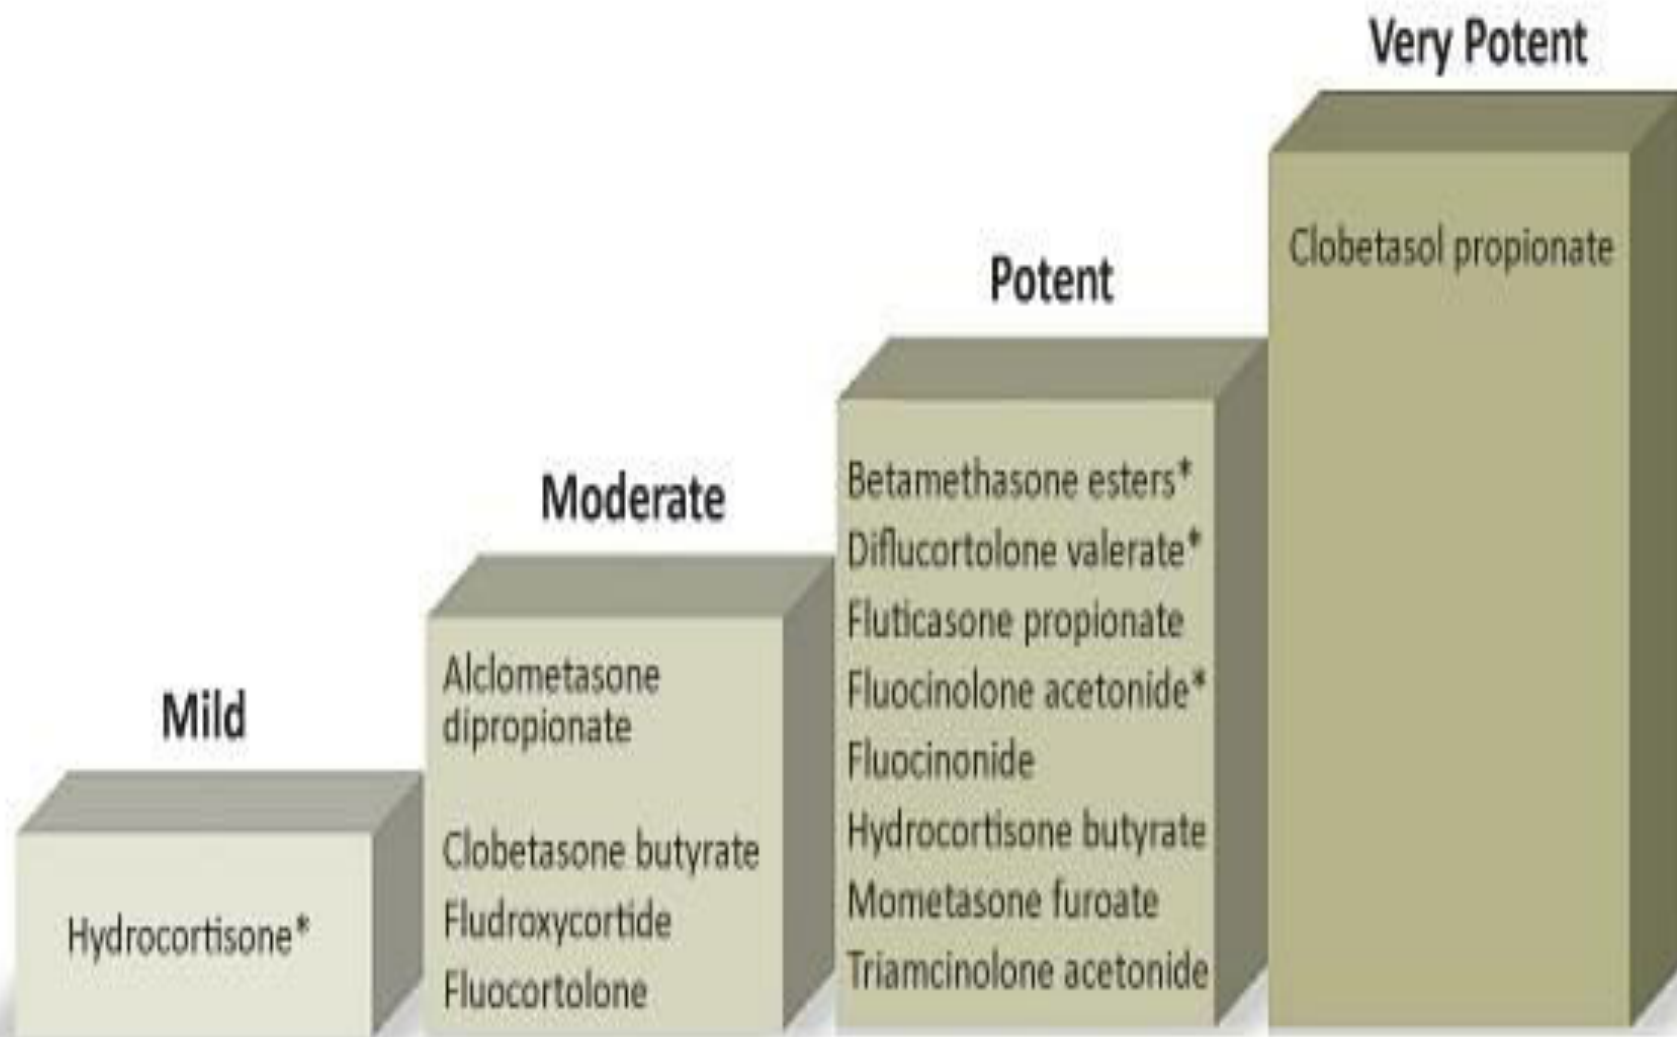 Mild
Hydrocortisone*
Moderate
Alclometasone
dipropionate
Clobetasone butyrate
Fludroxycortide
Fluocortolone
Potent
Betamethasone esters*
Diflucortolone valerate*
Fluticasone propionate
Fluocinolone acetonide*
Fluocinonide
Hydrocortisone butyrate
Mometasone furoate
Triamcinolone acetonide
Very Potent
Clobetasol propionate